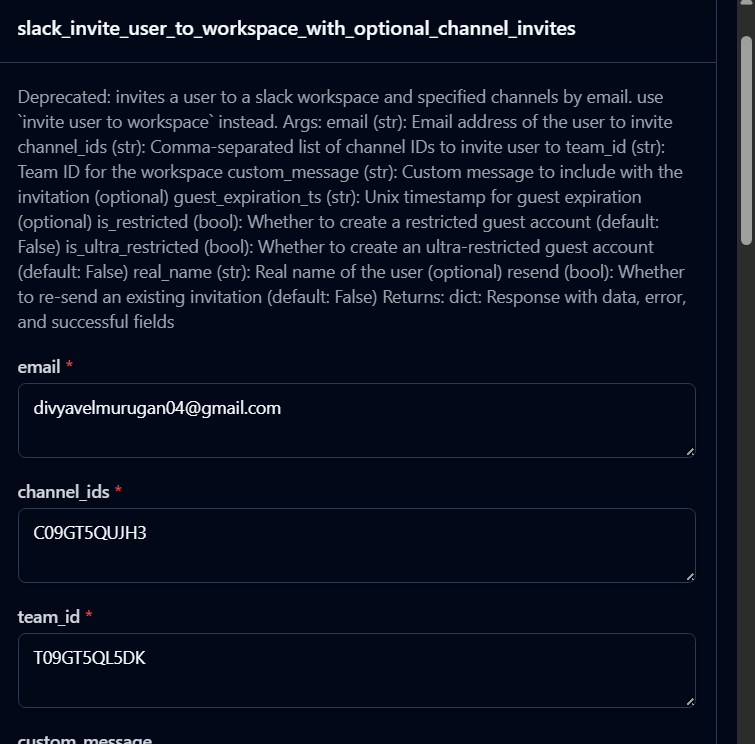 slack_invite_user_to_workspace_with_optional_channel_invites
Deprecated: invites a user to a slack workspace and specified channels by email. use
`invite user to workspace` instead. Args: email (str): Email address of the user to invite
channel_ids (str): Comma-separated list of channel IDs to invite user to team_id (str):
Team ID for the workspace custom_message (str): Custom message to include with the
invitation (optional) guest_expiration_ts (str): Unix timestamp for guest expiration
(optional) is_restricted (bool): Whether to create a restricted guest account (default:
False) is_ultra_restricted (bool): Whether to create an ultra-restricted guest account
(default: False) real_name (str): Real name of the user (optional) resend (bool): Whether
to re-send an existing invitation (default: False) Returns: dict: Response with data, error,
and successful fields
email *
divyavelmurugan04@gmail.com
channel_ids *
C09GT5QUJH3
team_id *
T09GT5QL5DK
custom_message